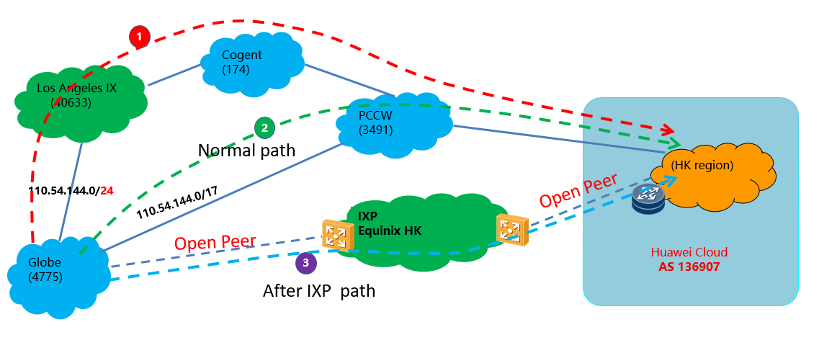 1
Cogent
(174)
Los Angeles IX
(40633)
PCCW
(3491)
2
Normal path
(HK region)
110.54.144.0/24
110.54.144.0/17
Open Peer
IXP
Equinix HK
Open Peer
Globe
(4775)
3
After IXP path
Huawei Cloud
AS 136907